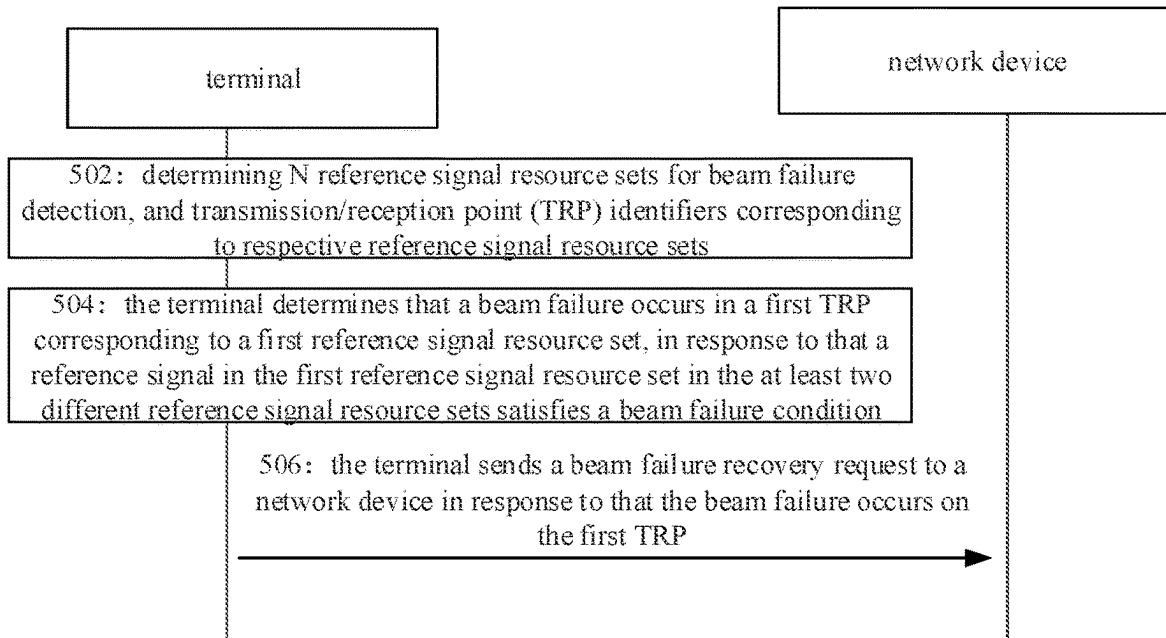 terminal
network device
502: determining N reference signal resource sets for beam failure
detection, and transmission/reception point (TRP) identifiers corresponding
to respective reference signal resource sets
504: the terminal determines that a beam failure occurs in a first TRP
corresponding to a first reference signal resource set, in response to that a
reference signal in the first reference signal resource set in the at least two
different reference signal resource sets satisfies a beam failure condition
506: the terminal sends a beam failure recovery request to a
network device in response to that the beam failure occurs on
the first TRP